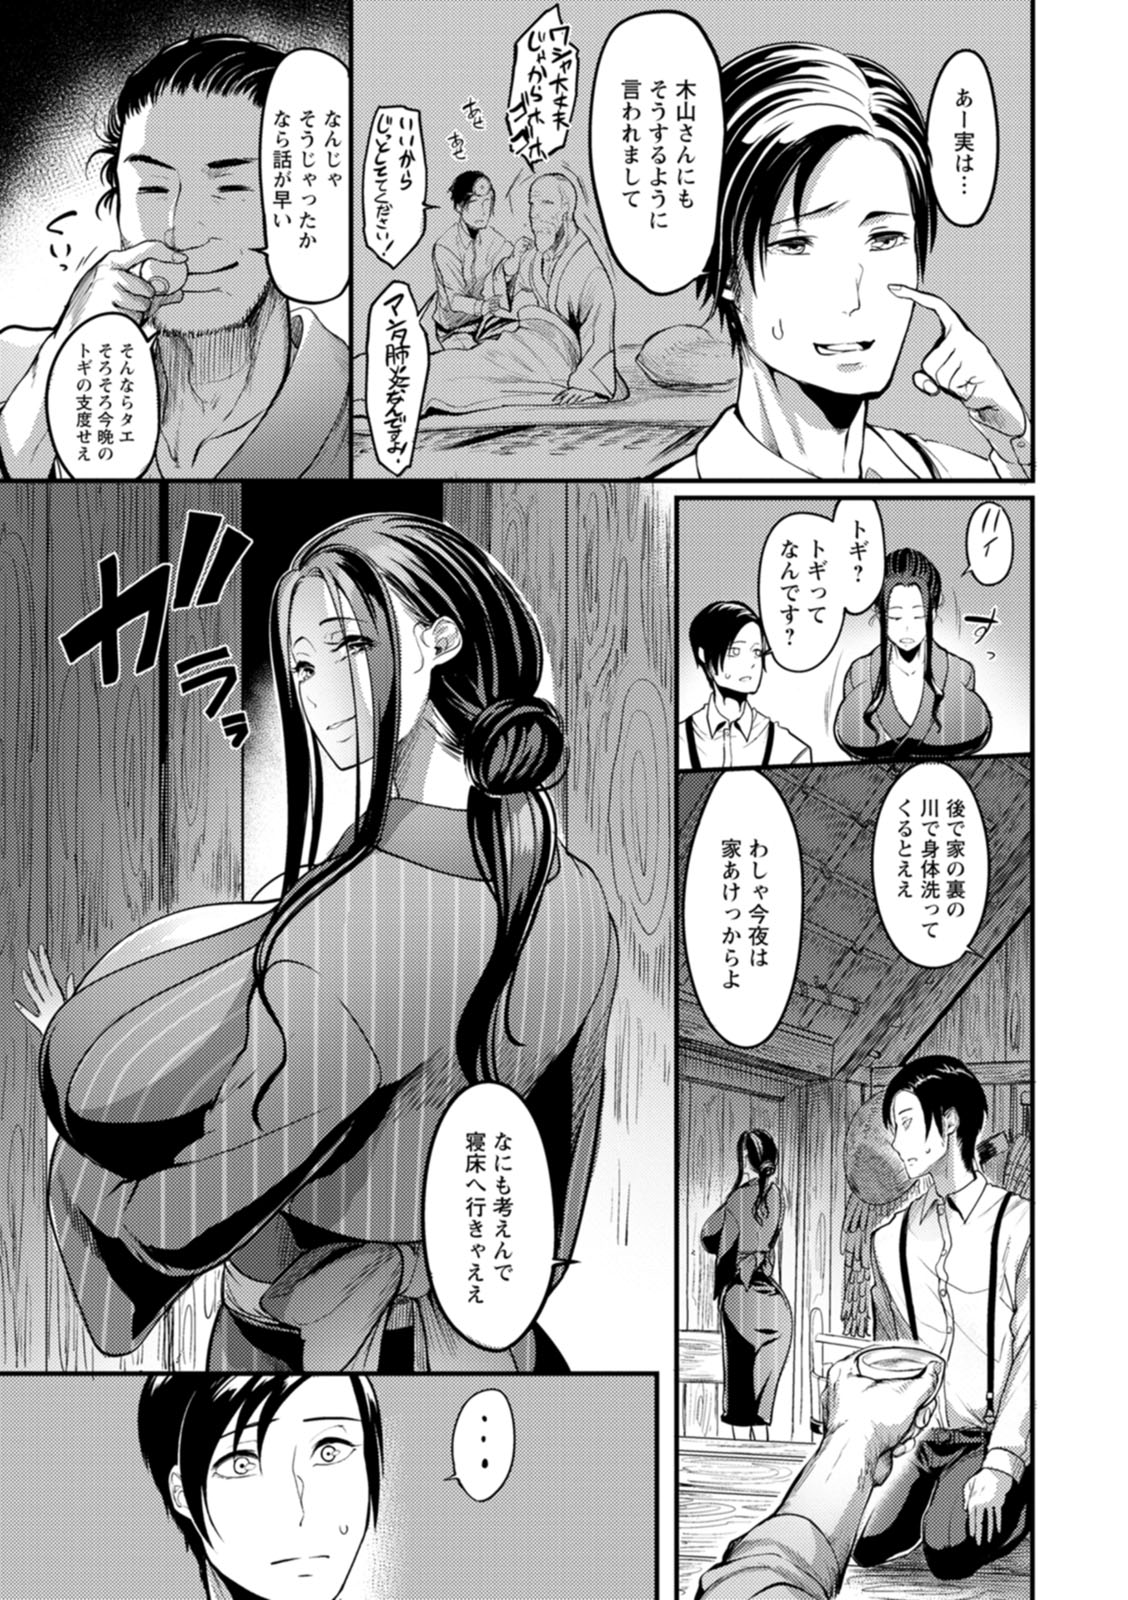 あー実は…
木山さんにも
そうするように
言われまして
ワシャ大丈夫
じゃからホレ
ゴホゴホ
あせ
あせ
いいから
じっとしてください!
アンタ肺炎なんですよ!
なんじゃ
そうじゃったか
なら話が早い
くいっ
そんならタエ
そろそろ今晩の
トギの支度せえ
ハイ
すっ
トギ?
トギって
なんです?
後で家の裏の
川で身体洗って
くるとええ
わしゃ今夜は
家あけっからよ
ガラッ
なにも考えんで
寝床へ行きゃええ
…